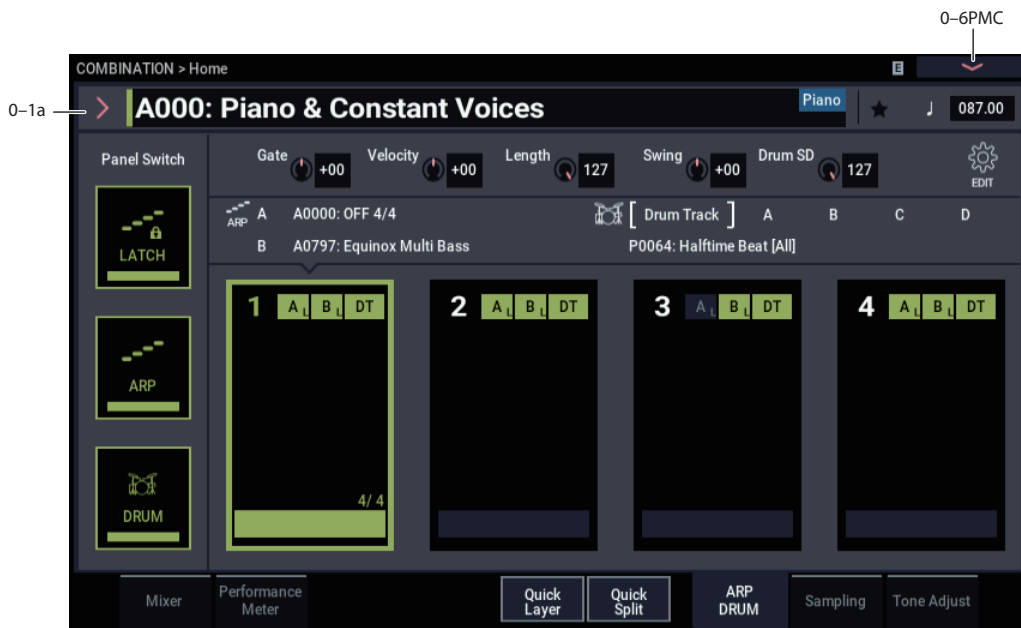 0–6PMC
COMBINATION > Home
E
0–1a
A000: Piano & Constant Voices
Piano
♩ 087.00
Panel Switch
Gate +00 Velocity +00 Length 127 Swing +00 Drum SD 127
EDIT
ARP A A0000: OFF 4/4
[ Drum Track ] A B C D
B A0797: Equinox Multi Bass
P0064: Halftime Beat [All]
LATCH
ARP
DRUM
1 A L B L DT
4/ 4
2 A L B L DT
3 A L B L DT
4 A L B L DT
Mixer
Performance
Meter
Quick
Layer
Quick
Split
ARP
DRUM
Sampling
Tone Adjust